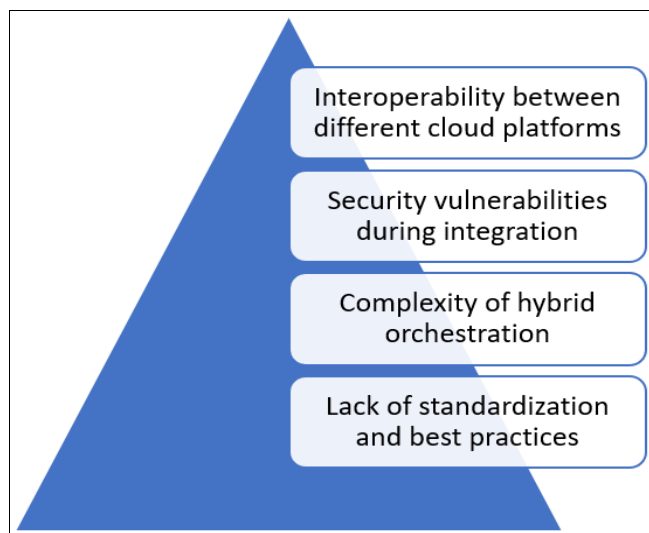 Interoperability between
different cloud platforms
Security vulnerabilities
during integration
Complexity of hybrid
orchestration
Lack of standardization
and best practices